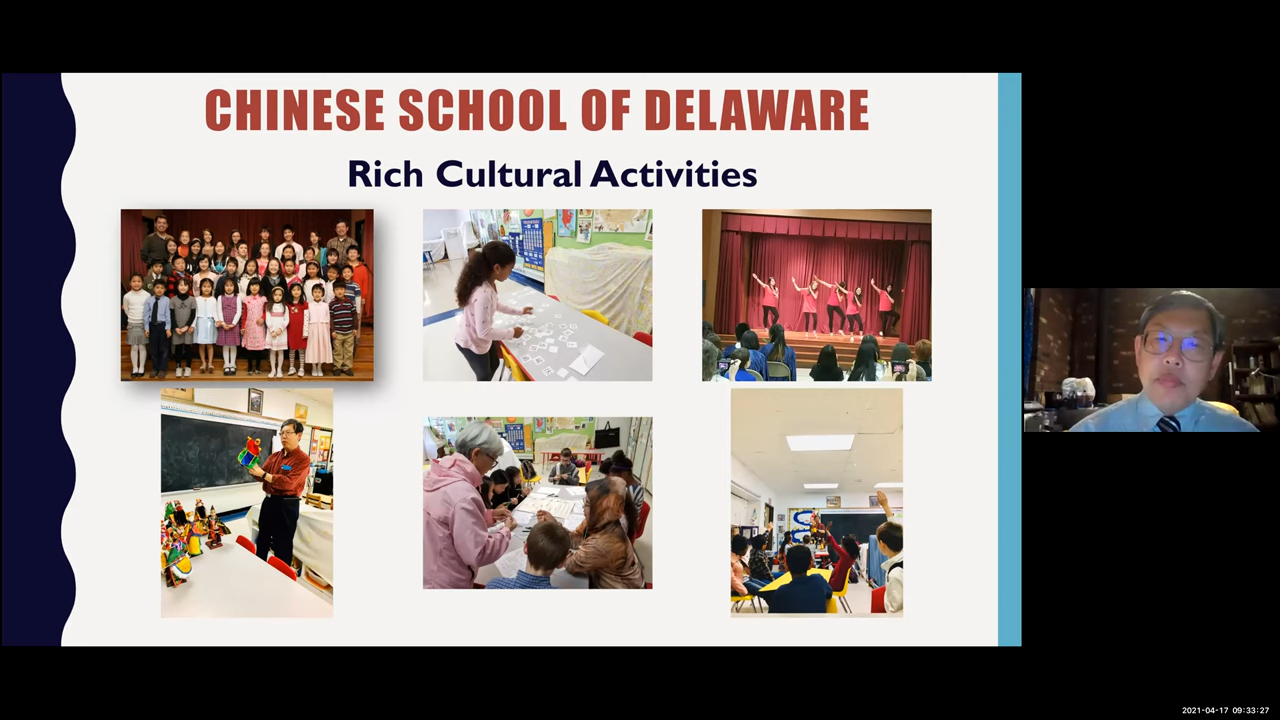 CHINESE SCHOOL OF DELAWARE
Rich Cultural Activities
2021-04-17 09:33:27